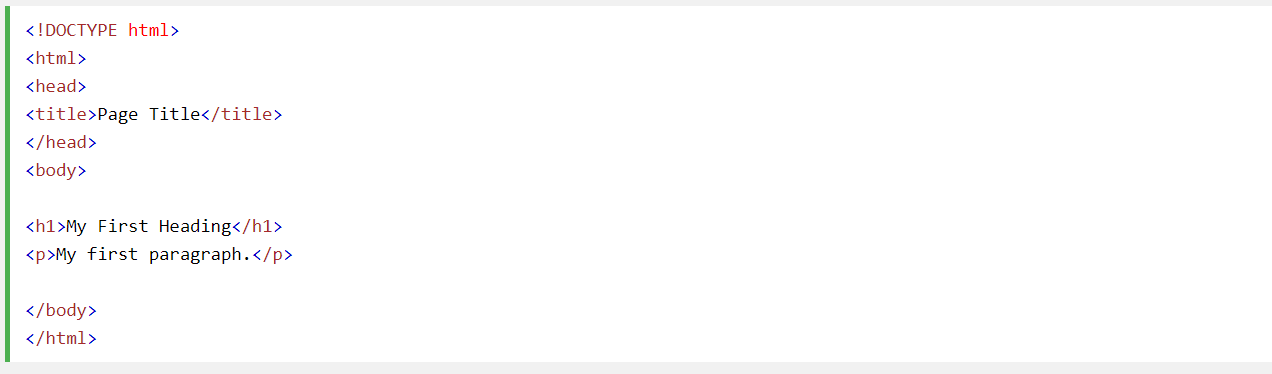 <!DOCTYPE html>
<html>
<head>
<title>Page Title</title>
</head>
<body>
<h1>My First Heading</h1>
<p>My first paragraph.</p>
</body>
</html>